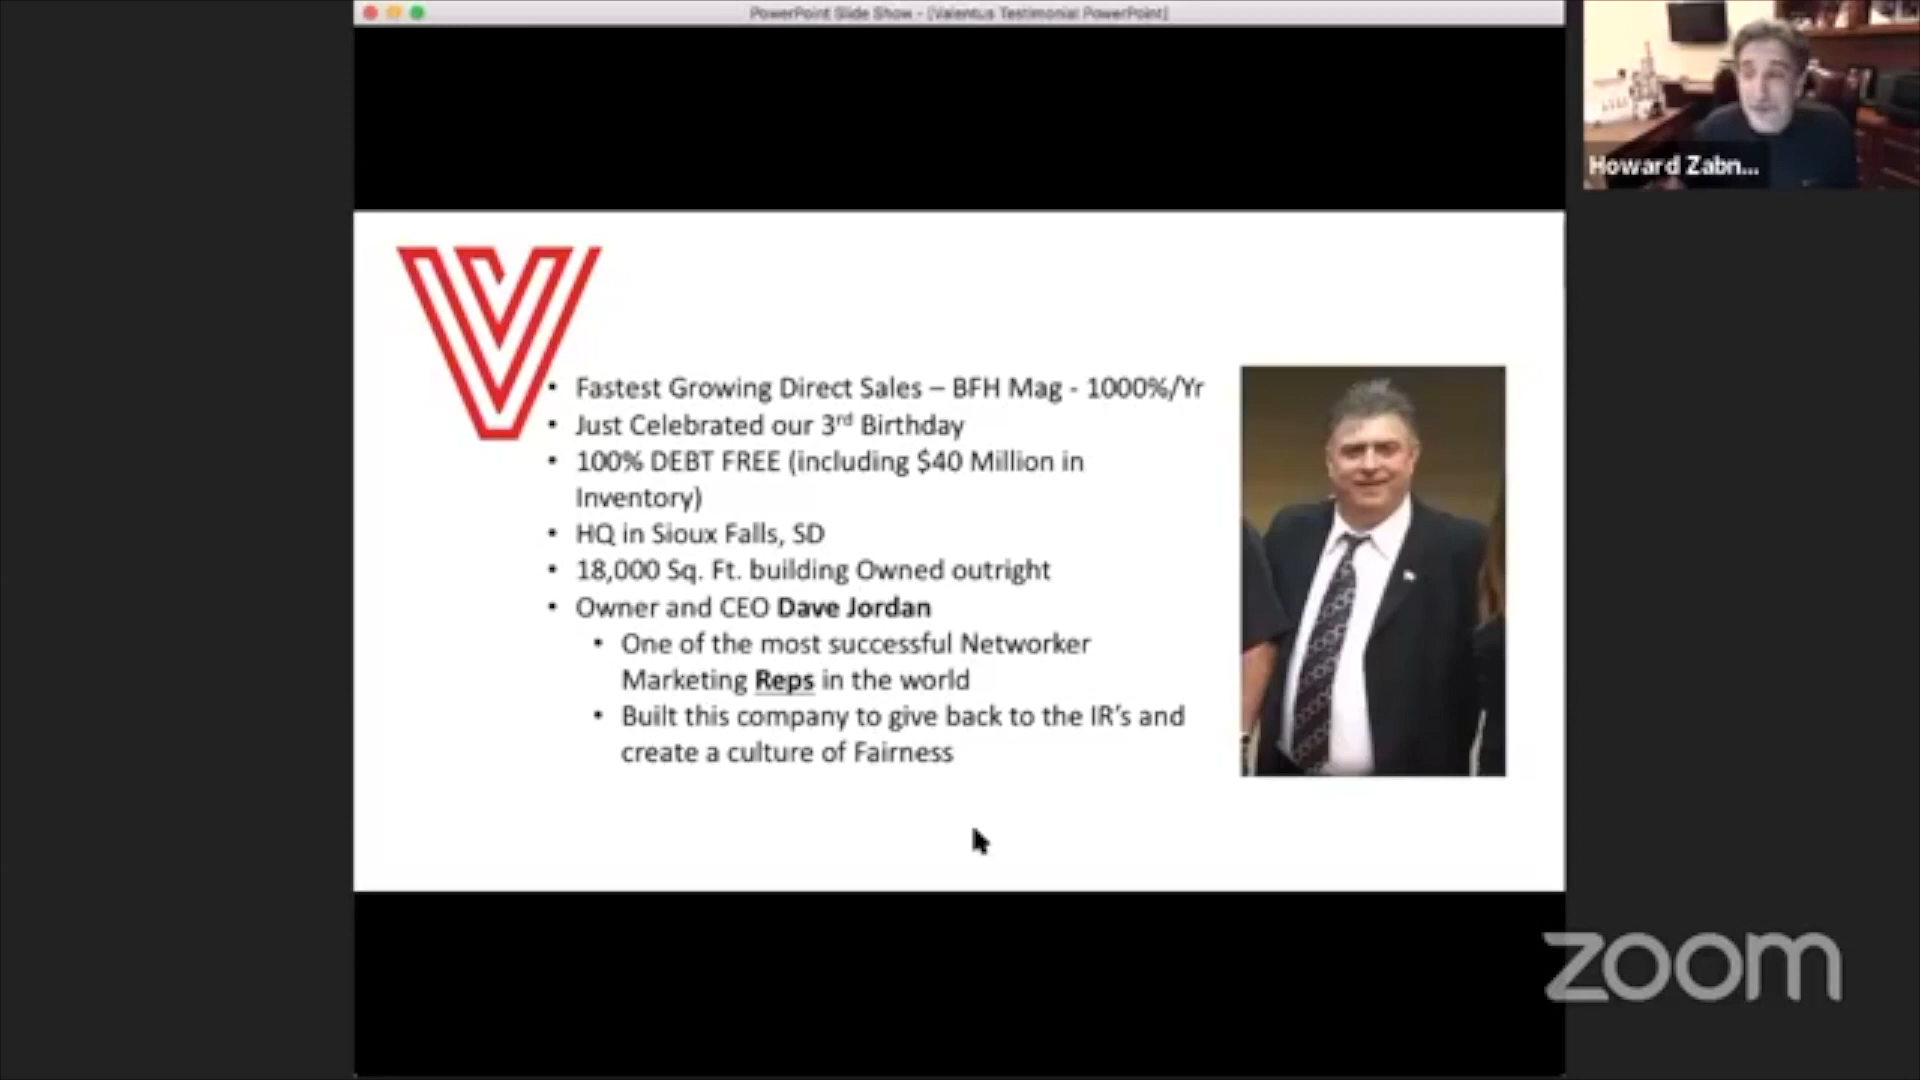 PowerPoint Slide Show - [Valentus Testimonial PowerPoint]
Howard Zabn...
• Fastest Growing Direct Sales – BFH Mag - 1000%/Yr
• Just Celebrated our 3rd Birthday
• 100% DEBT FREE (including $40 Million in
Inventory)
• HQ in Sioux Falls, SD
• 18,000 Sq. Ft. building Owned outright
• Owner and CEO Dave Jordan
• One of the most successful Networker
Marketing Reps in the world
• Built this company to give back to the IR's and
create a culture of Fairness
zoom